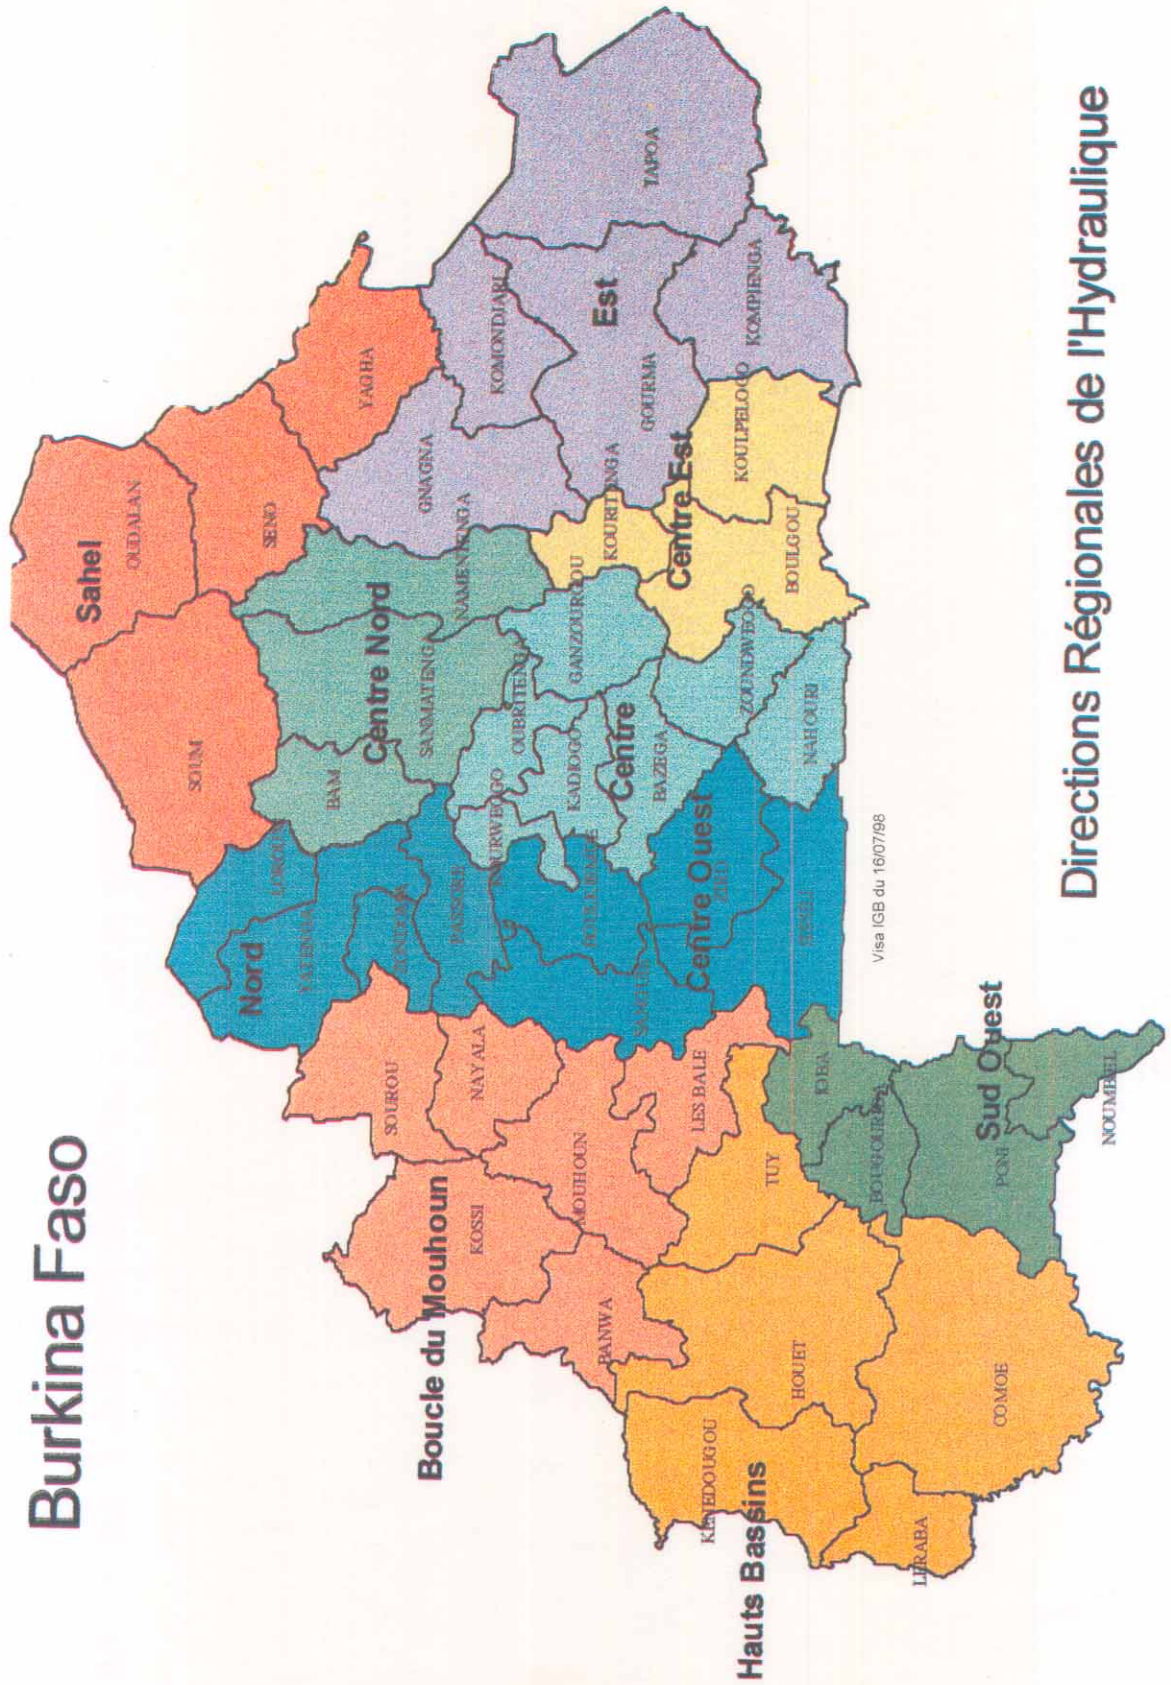 Burkina Faso
Sahel
OUDALAN
SOUM
SENO
YAGHA
Nord
LOROUM
YATENGA
ZONDOMA
PASSORE
BAM
Centre Nord
SANMATENGA
NAMENTENGA
GNAGNA
KOMONDJARI
Est
TAPOA
GOURMA
KOMPIENGA
Boucle du Mouhoun
SOUROU
NAYALA
KOSSI
MOUHOUN
BANWA
LES BALE
KOURWEOGO
OUBRITENGA
GANZOURGOU
KADIOGO
Centre
BAZEGA
ZOUNDWEOGO
NAHOURI
KOURITENGA
Centre Est
KOULPELOGO
BOULGOU
BOULKIEMDE
SANGUIE
Centre Ouest
ZIRO
SISSILI
Hauts Bassins
KENEDOUGOU
HOUET
TUY
COMOE
LERABA
IOBA
BOUGOURIBA
Sud Ouest
PONI
NOUMBIEL
Visa IGB du 16/07/98
Directions Régionales de l'Hydraulique